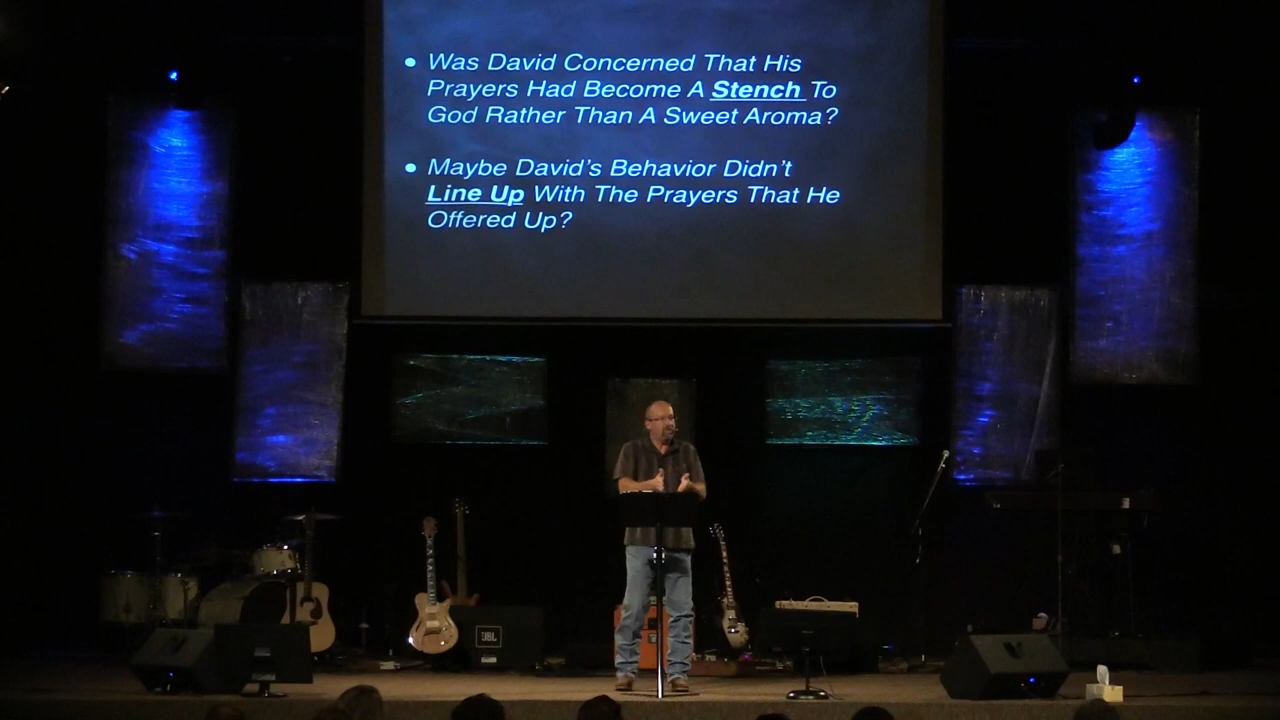 • Was David Concerned That His
Prayers Had Become A Stench To
God Rather Than A Sweet Aroma?
• Maybe David's Behavior Didn't
Line Up With The Prayers That He
Offered Up?
JBL